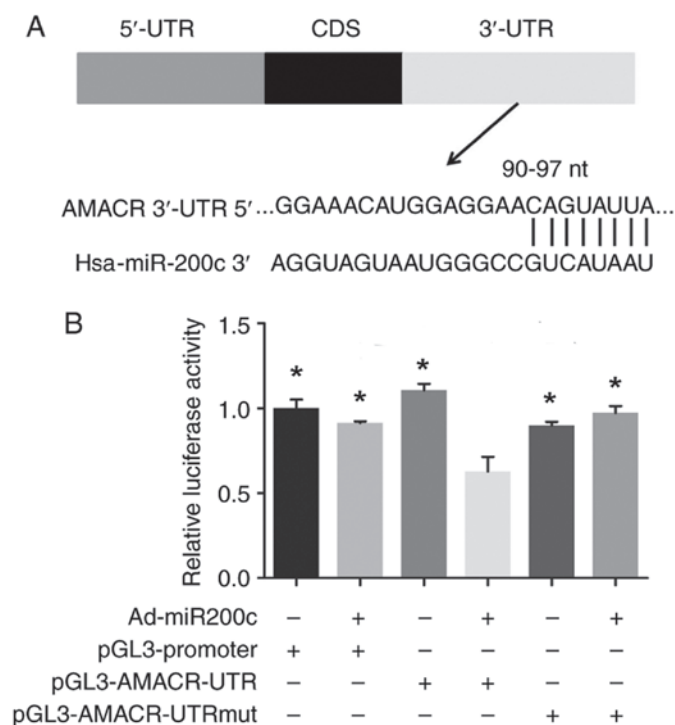 A
5′-UTR CDS 3′-UTR
90-97 nt
AMACR 3′-UTR 5′ ...GGAAACAUGGAGGAACAGUAUUA...
Hsa-miR-200c 3′ AGGUAGUAAUGGGCCGUCAUAAU
B
Relative luciferase activity
1.5
1.0
0.5
0.0
* * * * *
Ad-miR200c − + − + − +
pGL3-promoter + + − − − −
pGL3-AMACR-UTR − − + + − −
pGL3-AMACR-UTRmut − − − − + +